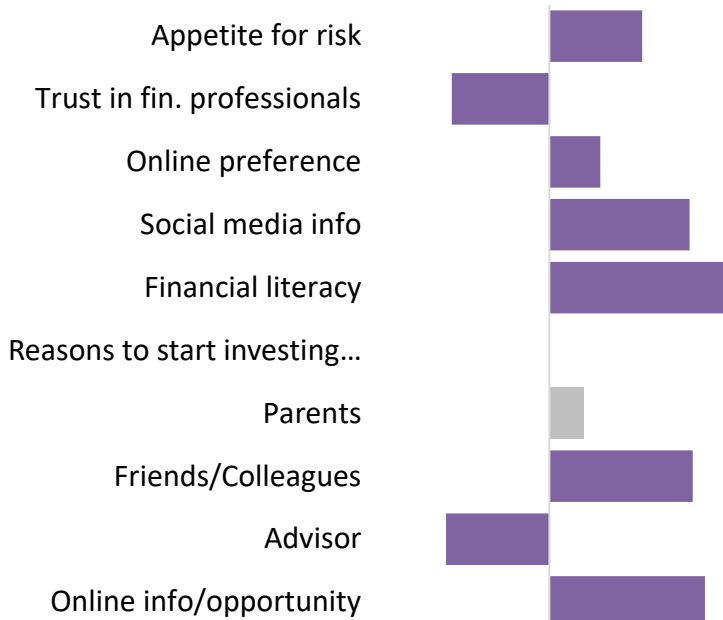 Appetite for risk
Trust in fin. professionals
Online preference
Social media info
Financial literacy
Reasons to start investing…
Parents
Friends/Colleagues
Advisor
Online info/opportunity